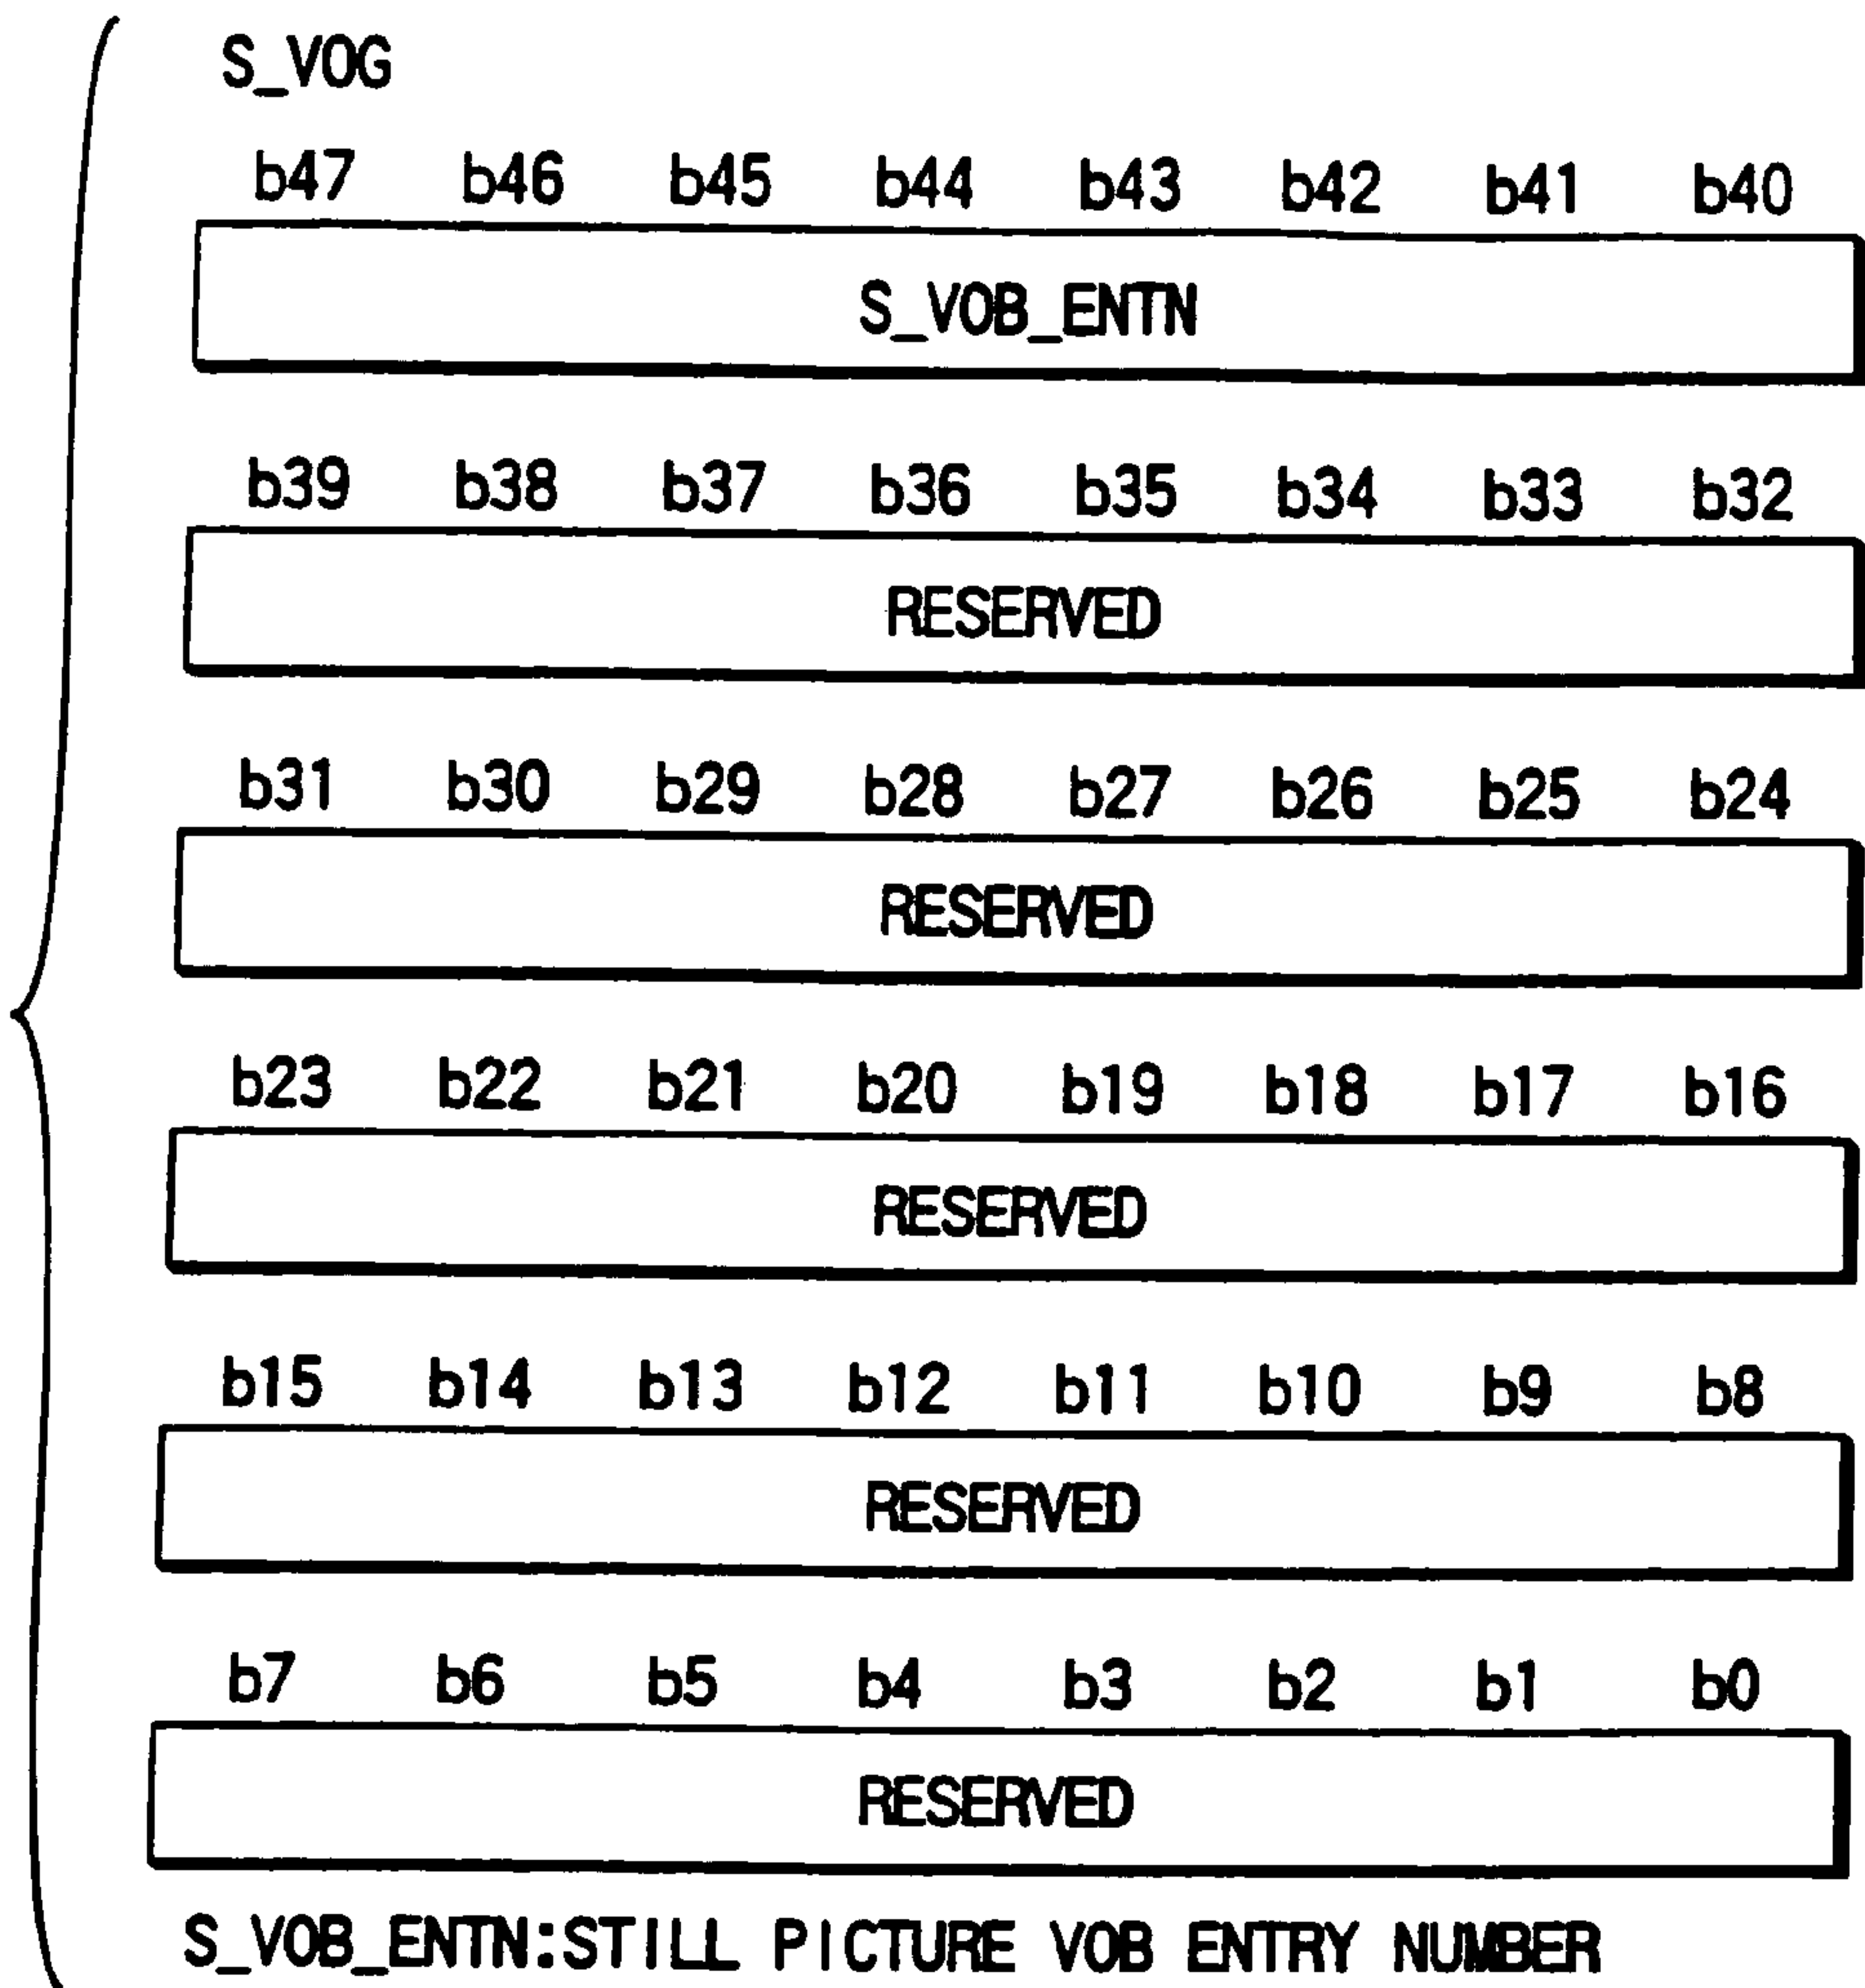 S_VOG
b47 b46 b45 b44 b43 b42 b41 b40
S_VOB_ENTN
b39 b38 b37 b36 b35 b34 b33 b32
RESERVED
b31 b30 b29 b28 b27 b26 b25 b24
RESERVED
b23 b22 b21 b20 b19 b18 b17 b16
RESERVED
b15 b14 b13 b12 b11 b10 b9 b8
RESERVED
b7 b6 b5 b4 b3 b2 b1 b0
RESERVED
S_VOB_ENTN:STILL PICTURE VOB ENTRY NUMBER